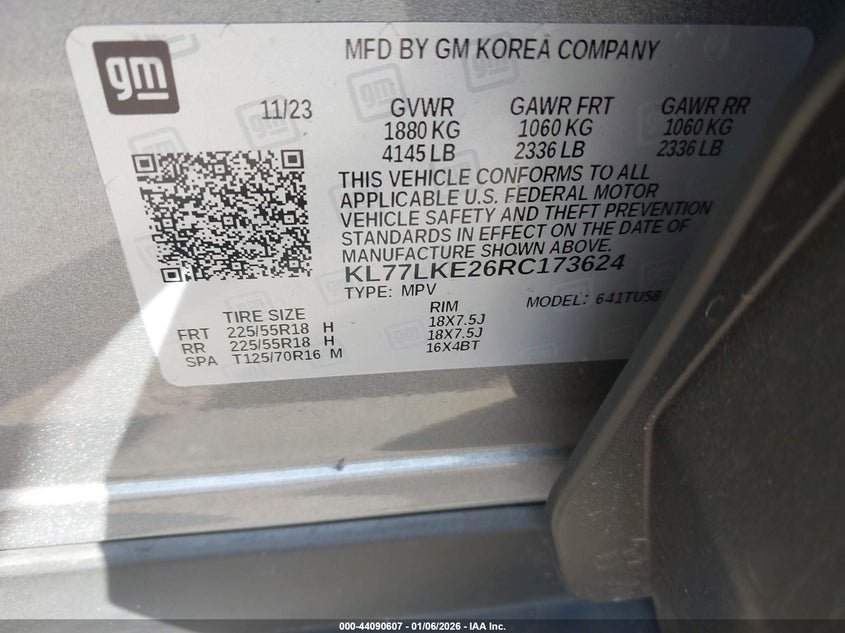 gm
MFD BY GM KOREA COMPANY
11/23 GVWR GAWR FRT GAWR RR
1880 KG 1060 KG 1060 KG
4145 LB 2336 LB 2336 LB
THIS VEHICLE CONFORMS TO ALL
APPLICABLE U.S. FEDERAL MOTOR
VEHICLE SAFETY AND THEFT PREVENTION
STANDARDS IN EFFECT ON THE DATE OF
MANUFACTURE SHOWN ABOVE.
KL77LKE26RC173624
TYPE: MPV MODEL: 641TU58
TIRE SIZE RIM
FRT 225/55R18 H 18X7.5J
RR 225/55R18 H 18X7.5J
SPA T125/70R16 M 16X4BT
000-44090607 - 01/06/2026 - IAA Inc.